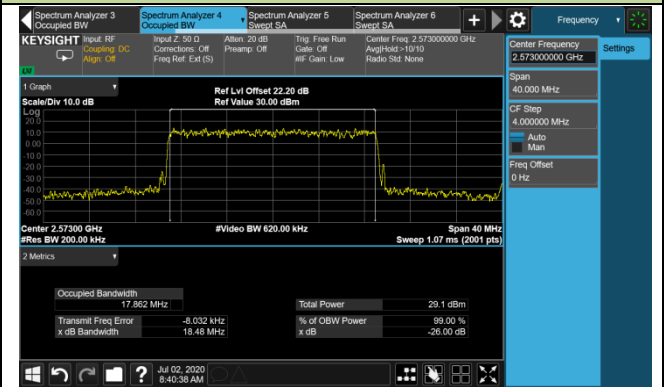 Spectrum Analyzer 3
Occupied BW
Spectrum Analyzer 4
Occupied BW
Spectrum Analyzer 5
Swept SA
Spectrum Analyzer 6
Swept SA
+
Frequency
KEYSIGHT
Input: RF
Coupling: DC
Align: Off
Input Z: 50 Ω
Corrections: Off
Freq Ref: Ext (S)
Atten: 20 dB
Preamp: Off
Trig: Free Run
Gate: Off
#IF Gain: Low
Center Freq: 2.573000000 GHz
Avg|Hold:>10/10
Radio Std: None
LV
Center Frequency
2.573000000 GHz
Settings
Span
40.000 MHz
CF Step
4.000000 MHz
Auto
Man
Freq Offset
0 Hz
1 Graph
Scale/Div 10.0 dB
Ref Lvl Offset 22.20 dB
Ref Value 30.00 dBm
Log
20.0
10.0
0.00
-10.0
-20.0
-30.0
-40.0
-50.0
-60.0
Center 2.57300 GHz
#Res BW 200.00 kHz
#Video BW 620.00 kHz
Span 40 MHz
Sweep 1.07 ms (2001 pts)
2 Metrics
Occupied Bandwidth
17.862 MHz
Total Power 29.1 dBm
Transmit Freq Error -8.032 kHz
% of OBW Power 99.00 %
x dB Bandwidth 18.48 MHz
x dB -26.00 dB
?
Jul 02, 2020
8:40:38 AM